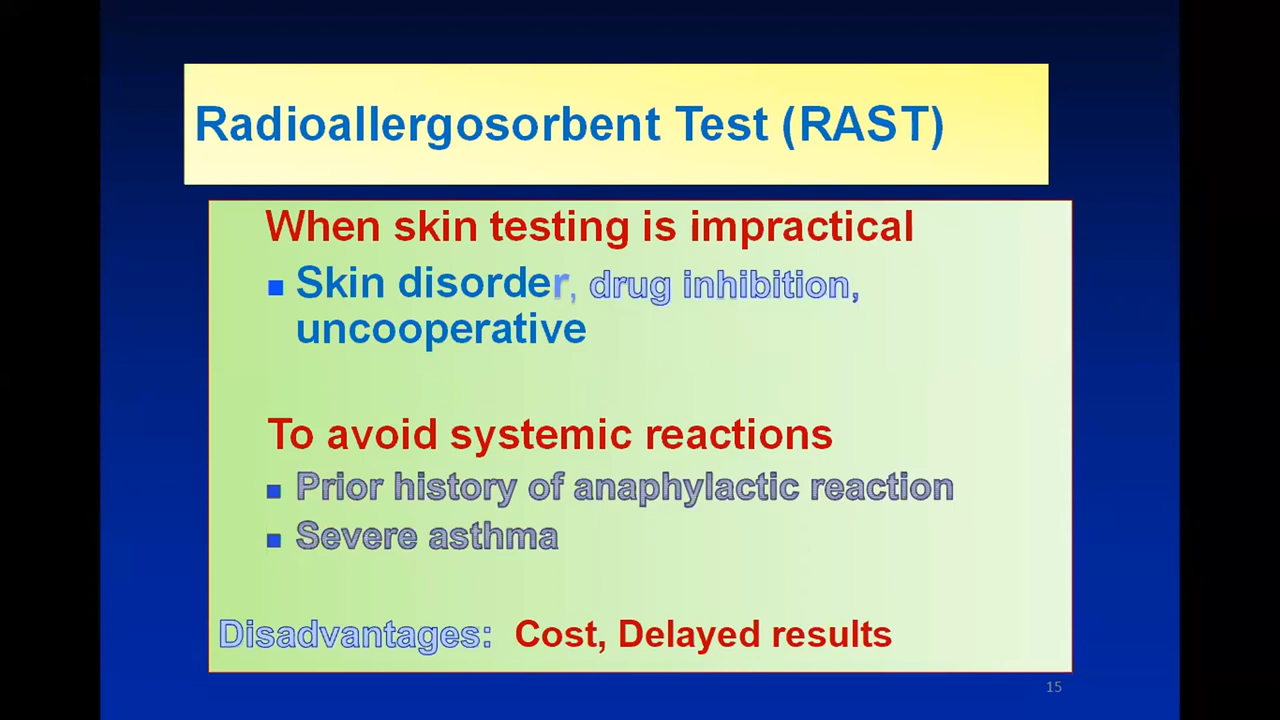 Radioallergosorbent Test (RAST)
When skin testing is impractical
Skin disorder, drug inhibition,
uncooperative
To avoid systemic reactions
Prior history of anaphylactic reaction
Severe asthma
Disadvantages: Cost, Delayed results
15